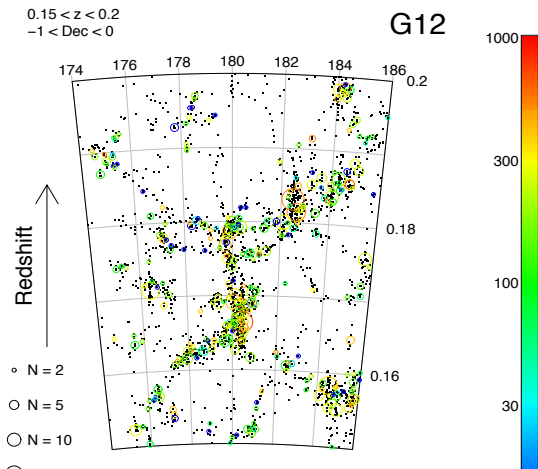 0.15 < z < 0.2
−1 < Dec < 0
G12
174 176 178 180 182 184 186
0.2
0.18
0.16
Redshift
N = 2
N = 5
N = 10
1000
300
100
30